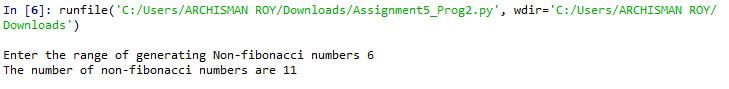 In [6]: runfile('C:/Users/ARCHISMAN ROY/Downloads/Assignment5_Prog2.py', wdir='C:/Users/ARCHISMAN ROY/
Downloads')
Enter the range of generating Non-fibonacci numbers 6
The number of non-fibonacci numbers are 11